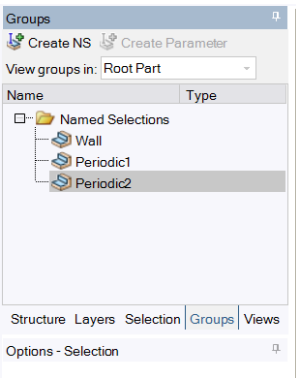 Groups
Create NS Create Parameter
View groups in: Root Part
Name Type
Named Selections
Wall
Periodic1
Periodic2
Structure Layers Selection Groups Views
Options - Selection